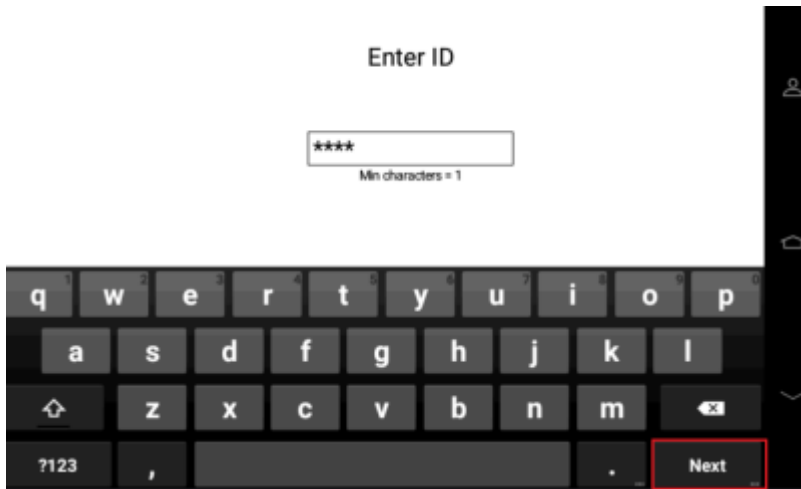 Enter ID
****
Min characters = 1
q 1 w 2 e 3 r 4 t 5 y 6 u 7 i 8 o 9 p 0
a s d f g h j k l
z x c v b n m
?123 , . ... Next ...